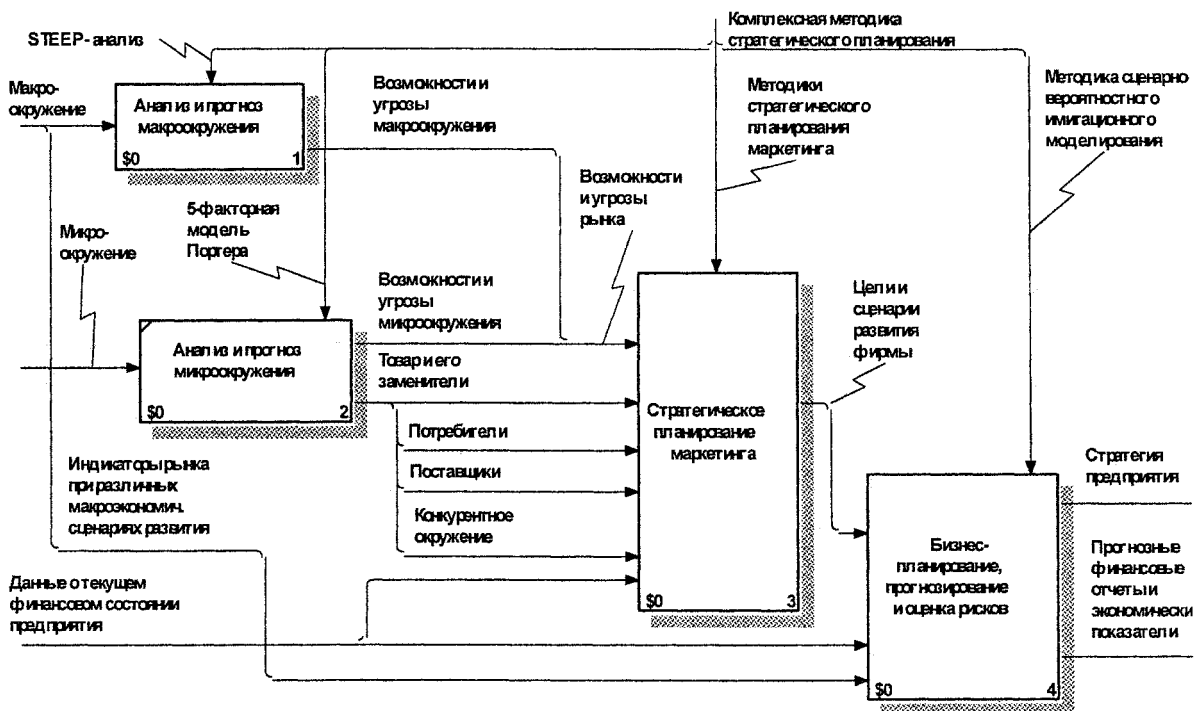 STEEP-анализ
Макро-
окружение
Анализ и прогноз
макроокружения
$0
1
Возможности и
угрозы
макроокружения
Комплексная методика
стратегического планирования
Методики
стратегического
планирования
маркетинга
Методика сценарно
вероятностного
имитационного
моделирования
Возможности
и угрозы
рынка
5-факторная
модель
Портера
Микро-
окружение
Анализ и прогноз
микроокружения
$0
2
Возможности и
угрозы
микроокружения
Товар и его
заменители
Потребители
Поставщики
Конкурентное
окружение
Стратегическое
планирование
маркетинга
$0
3
Цели и
сценарии
развития
фирмы
Индикаторы рынка
при различных
макроэкономич.
сценариях развития
Данные о текущем
финансовом состоянии
предприятия
Бизнес-
планирование,
прогнозирование
и оценка рисков
$0
4
Стратегия
предприятия
Прогнозные
финансовые
отчеты и
экономически
показатели